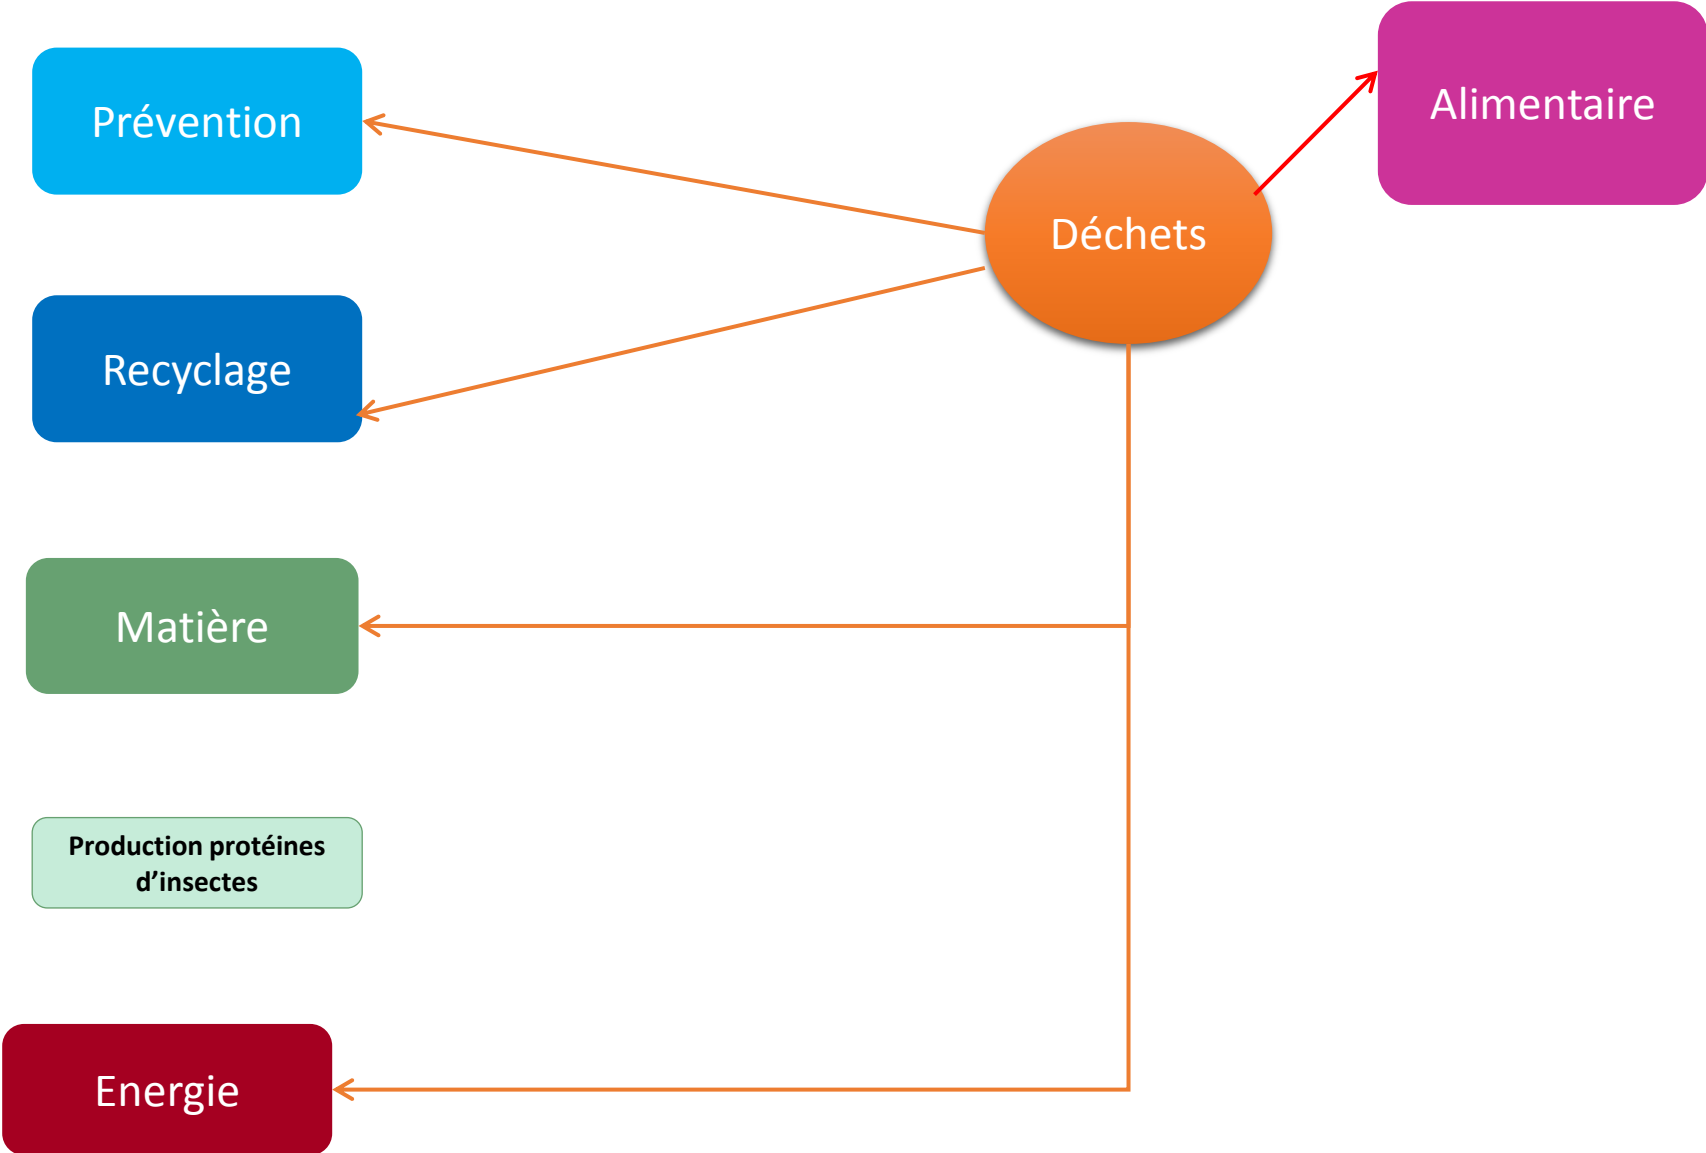 Prévention
Alimentaire
Déchets
Recyclage
Matière
Production protéines
d’insectes
Energie